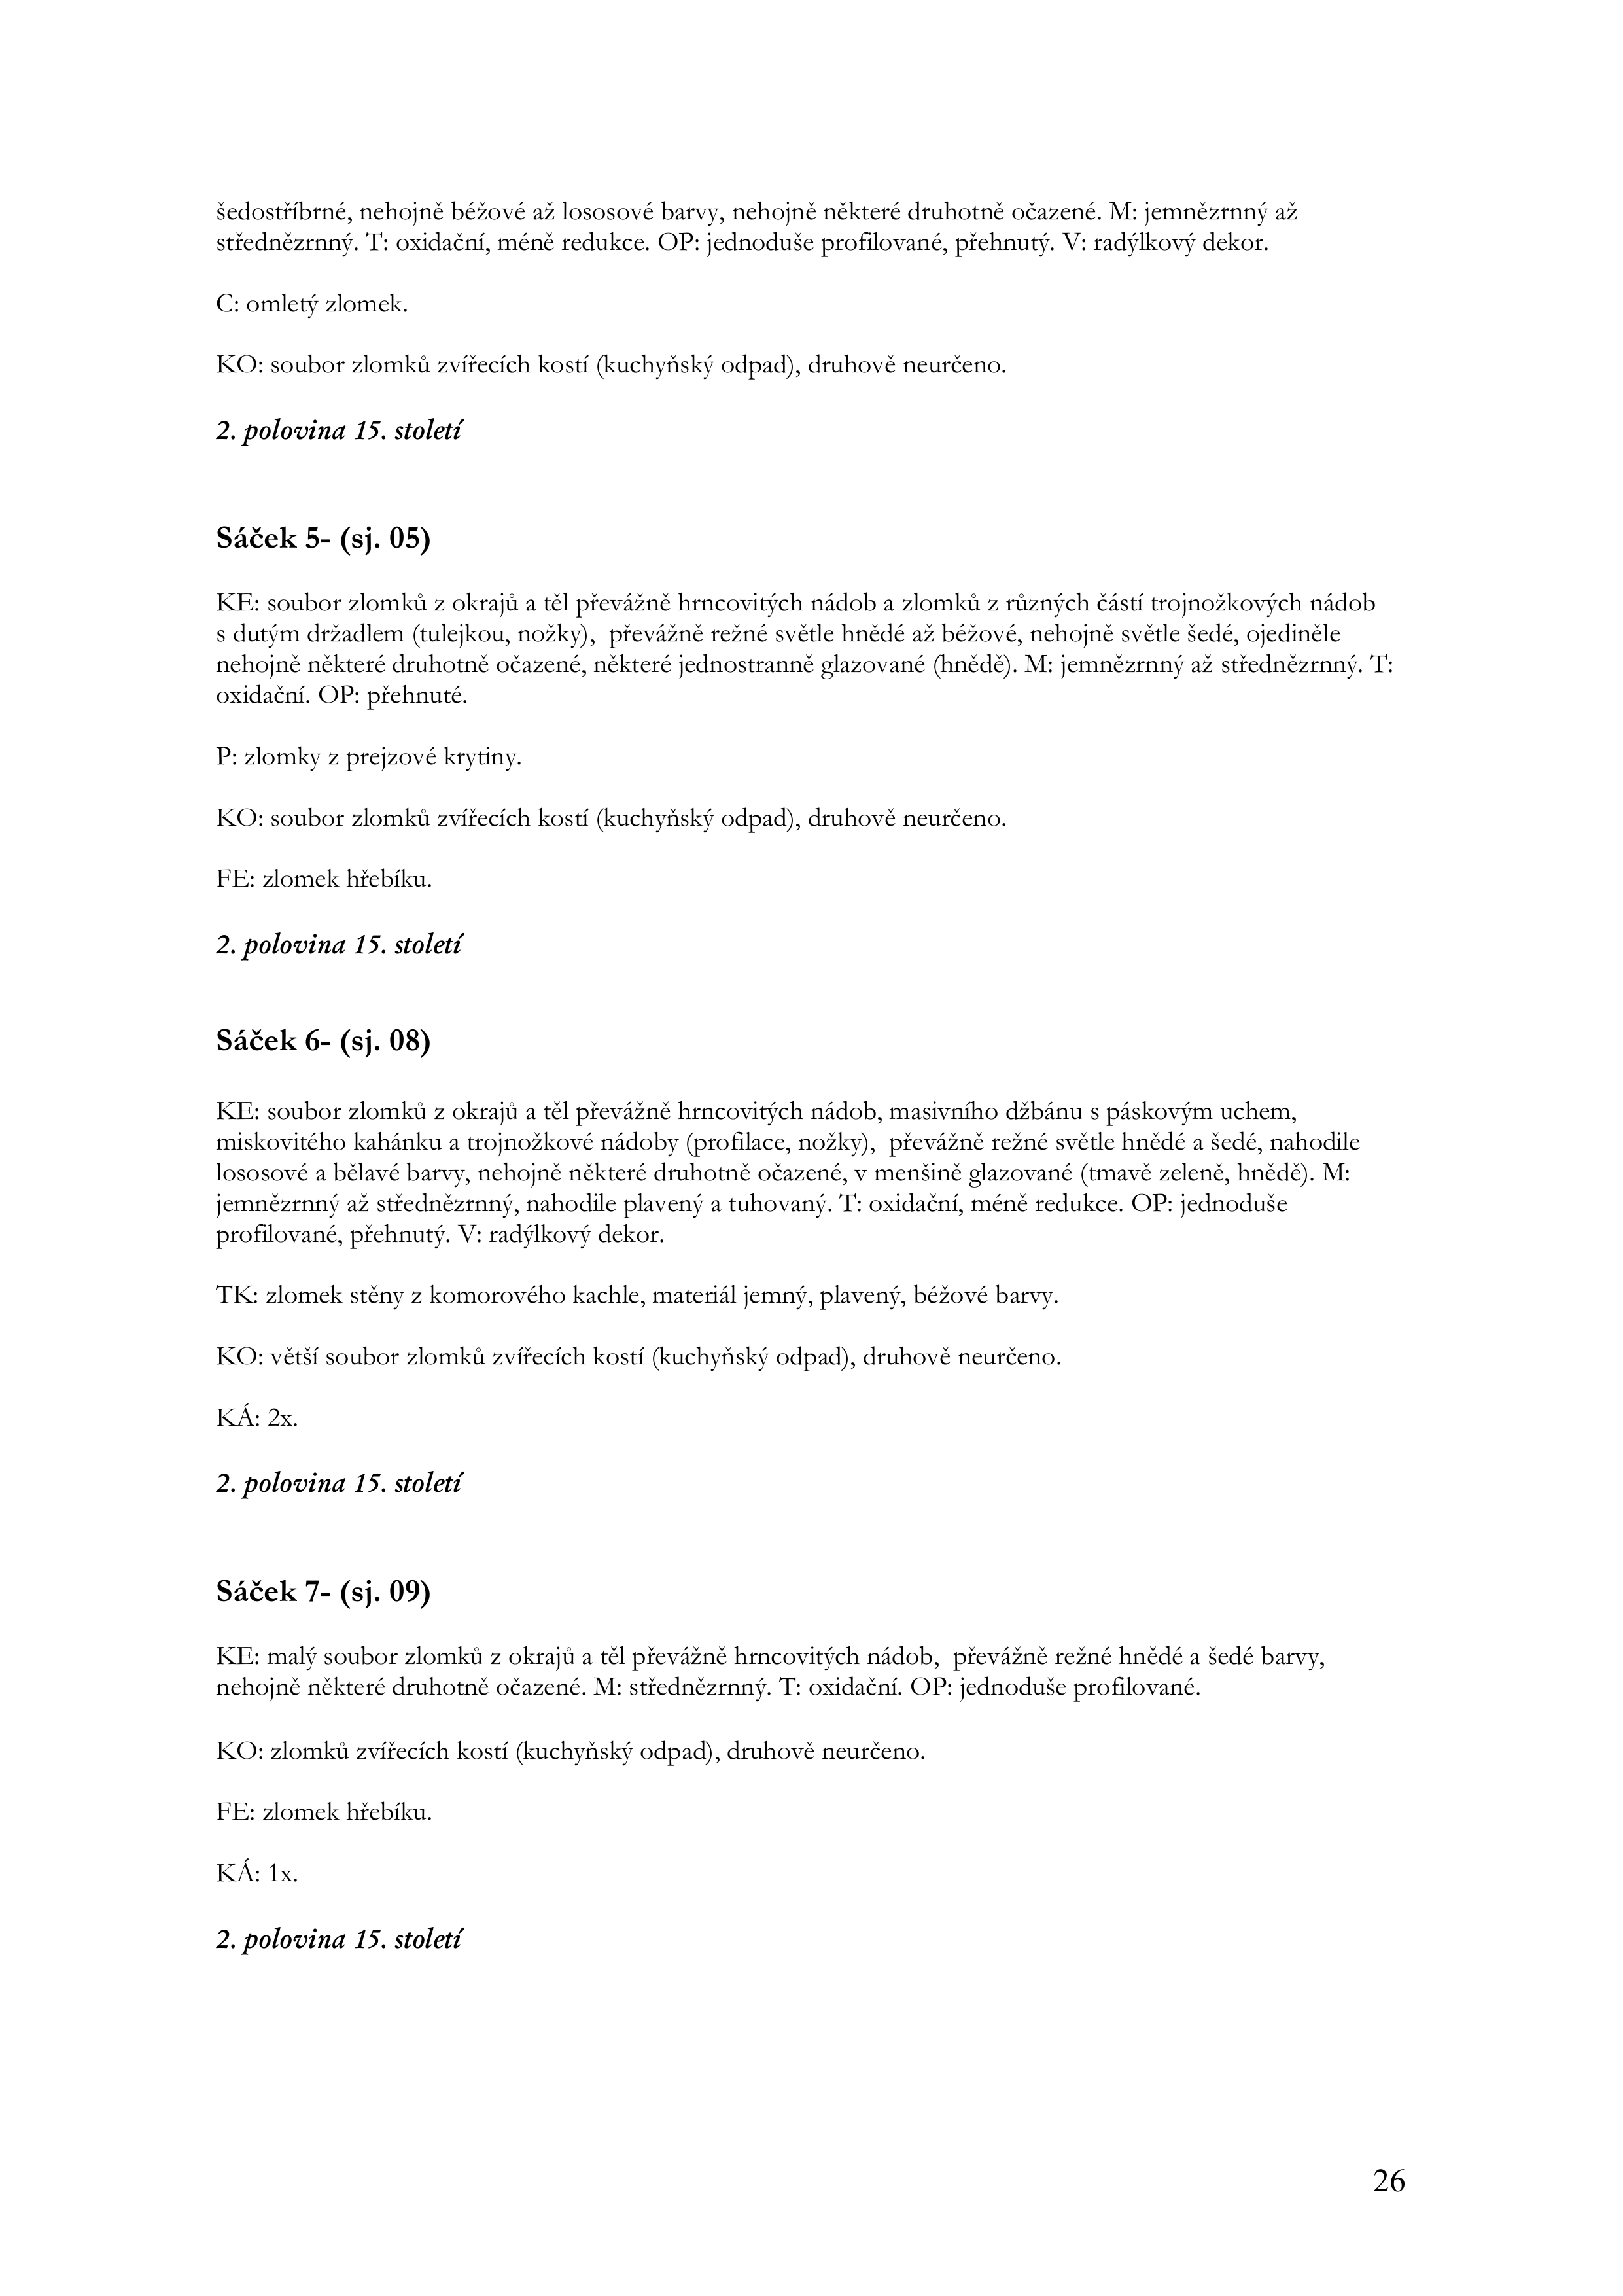 šedostříbrné, nehojně béžové až lososové barvy, nehojně některé druhotně očazené. M: jemnězrnný až
střednězrnný. T: oxidační, méně redukce. OP: jednoduše profilované, přehnutý. V: radýlkový dekor.
C: omletý zlomek.
KO: soubor zlomků zvířecích kostí (kuchyňský odpad), druhově neurčeno.
2. polovina 15. století
Sáček 5- (sj. 05)
KE: soubor zlomků z okrajů a těl převážně hrncovitých nádob a zlomků z různých částí trojnožkových nádob
s dutým držadlem (tulejkou, nožky),  převážně režné světle hnědé až béžové, nehojně světle šedé, ojediněle
nehojně některé druhotně očazené, některé jednostranně glazované (hnědě). M: jemnězrnný až střednězrnný. T:
oxidační. OP: přehnuté.
P: zlomky z prejzové krytiny.
KO: soubor zlomků zvířecích kostí (kuchyňský odpad), druhově neurčeno.
FE: zlomek hřebíku.
2. polovina 15. století
Sáček 6- (sj. 08)
KE: soubor zlomků z okrajů a těl převážně hrncovitých nádob, masivního džbánu s páskovým uchem,
miskovitého kahánku a trojnožkové nádoby (profilace, nožky),  převážně režné světle hnědé a šedé, nahodile
lososové a bělavé barvy, nehojně některé druhotně očazené, v menšině glazované (tmavě zeleně, hnědě). M:
jemnězrnný až střednězrnný, nahodile plavený a tuhovaný. T: oxidační, méně redukce. OP: jednoduše
profilované, přehnutý. V: radýlkový dekor.
TK: zlomek stěny z komorového kachle, materiál jemný, plavený, béžové barvy.
KO: větší soubor zlomků zvířecích kostí (kuchyňský odpad), druhově neurčeno.
KÁ: 2x.
2. polovina 15. století
Sáček 7- (sj. 09)
KE: malý soubor zlomků z okrajů a těl převážně hrncovitých nádob,  převážně režné hnědé a šedé barvy,
nehojně některé druhotně očazené. M: střednězrnný. T: oxidační. OP: jednoduše profilované.
KO: zlomků zvířecích kostí (kuchyňský odpad), druhově neurčeno.
FE: zlomek hřebíku.
KÁ: 1x.
2. polovina 15. století
26